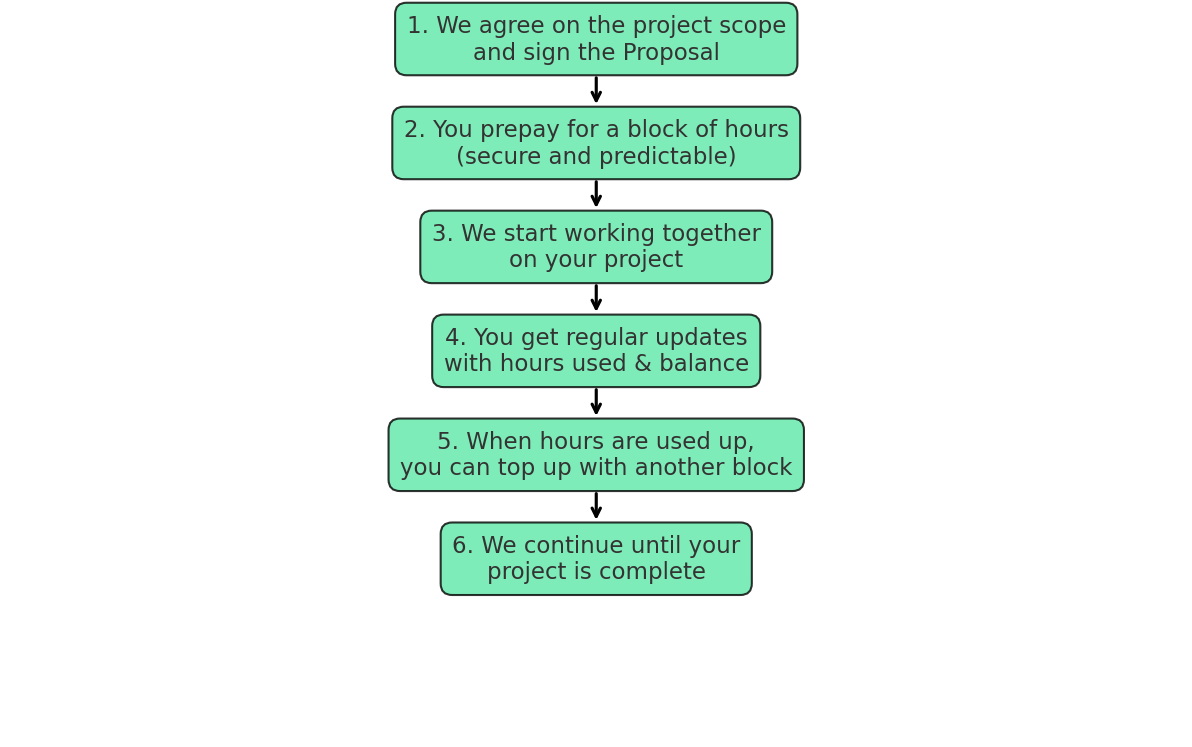 1. We agree on the project scope
and sign the Proposal
2. You prepay for a block of hours
(secure and predictable)
3. We start working together
on your project
4. You get regular updates
with hours used & balance
5. When hours are used up,
you can top up with another block
6. We continue until your
project is complete